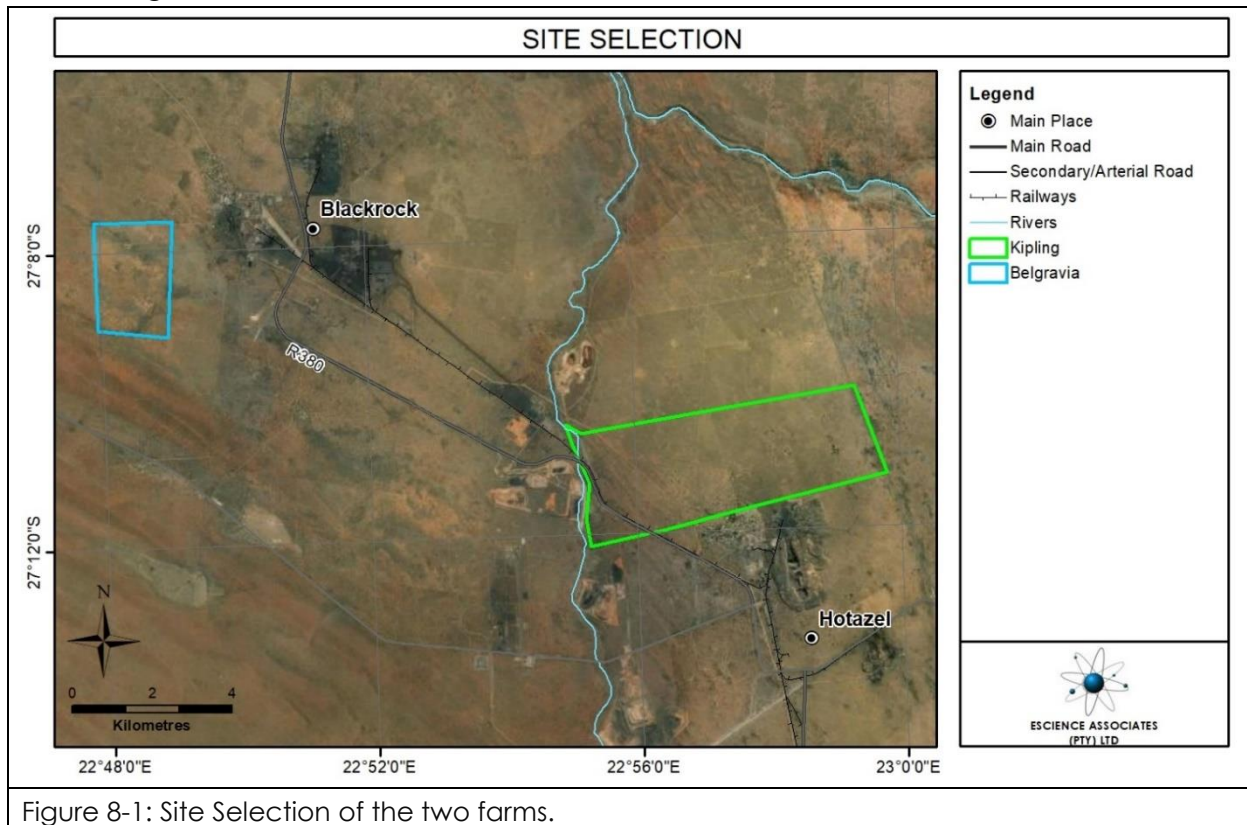 SITE SELECTION
Blackrock
R380
Hotazel
27°8'0"S
27°12'0"S
N
0 2 4
Kilometres
22°48'0"E 22°52'0"E 22°56'0"E 23°0'0"E
Legend
Main Place
Main Road
Secondary/Arterial Road
Railways
Rivers
Kipling
Belgravia
ESCIENCE ASSOCIATES
(PTY) LTD
Figure 8-1: Site Selection of the two farms.